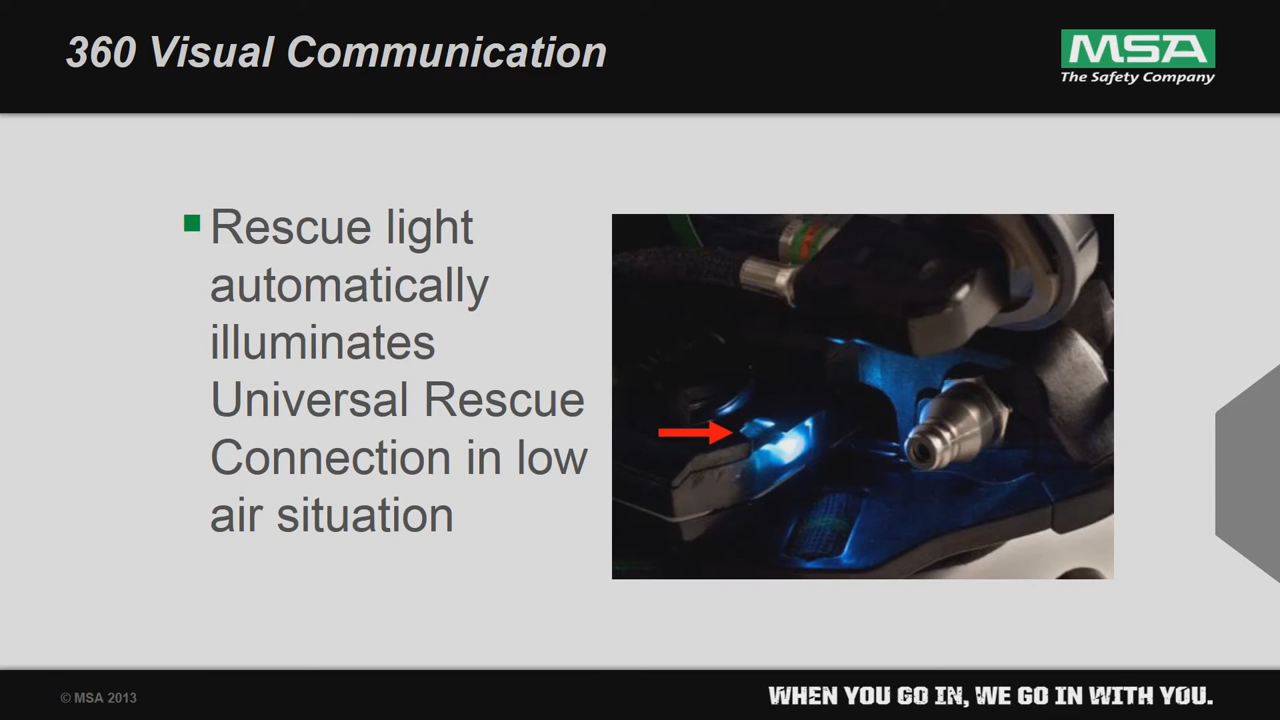 360 Visual Communication
MSA
The Safety Company
Rescue light
automatically
illuminates
Universal Rescue
Connection in low
air situation
© MSA 2013
WHEN YOU GO IN, WE GO IN WITH YOU.